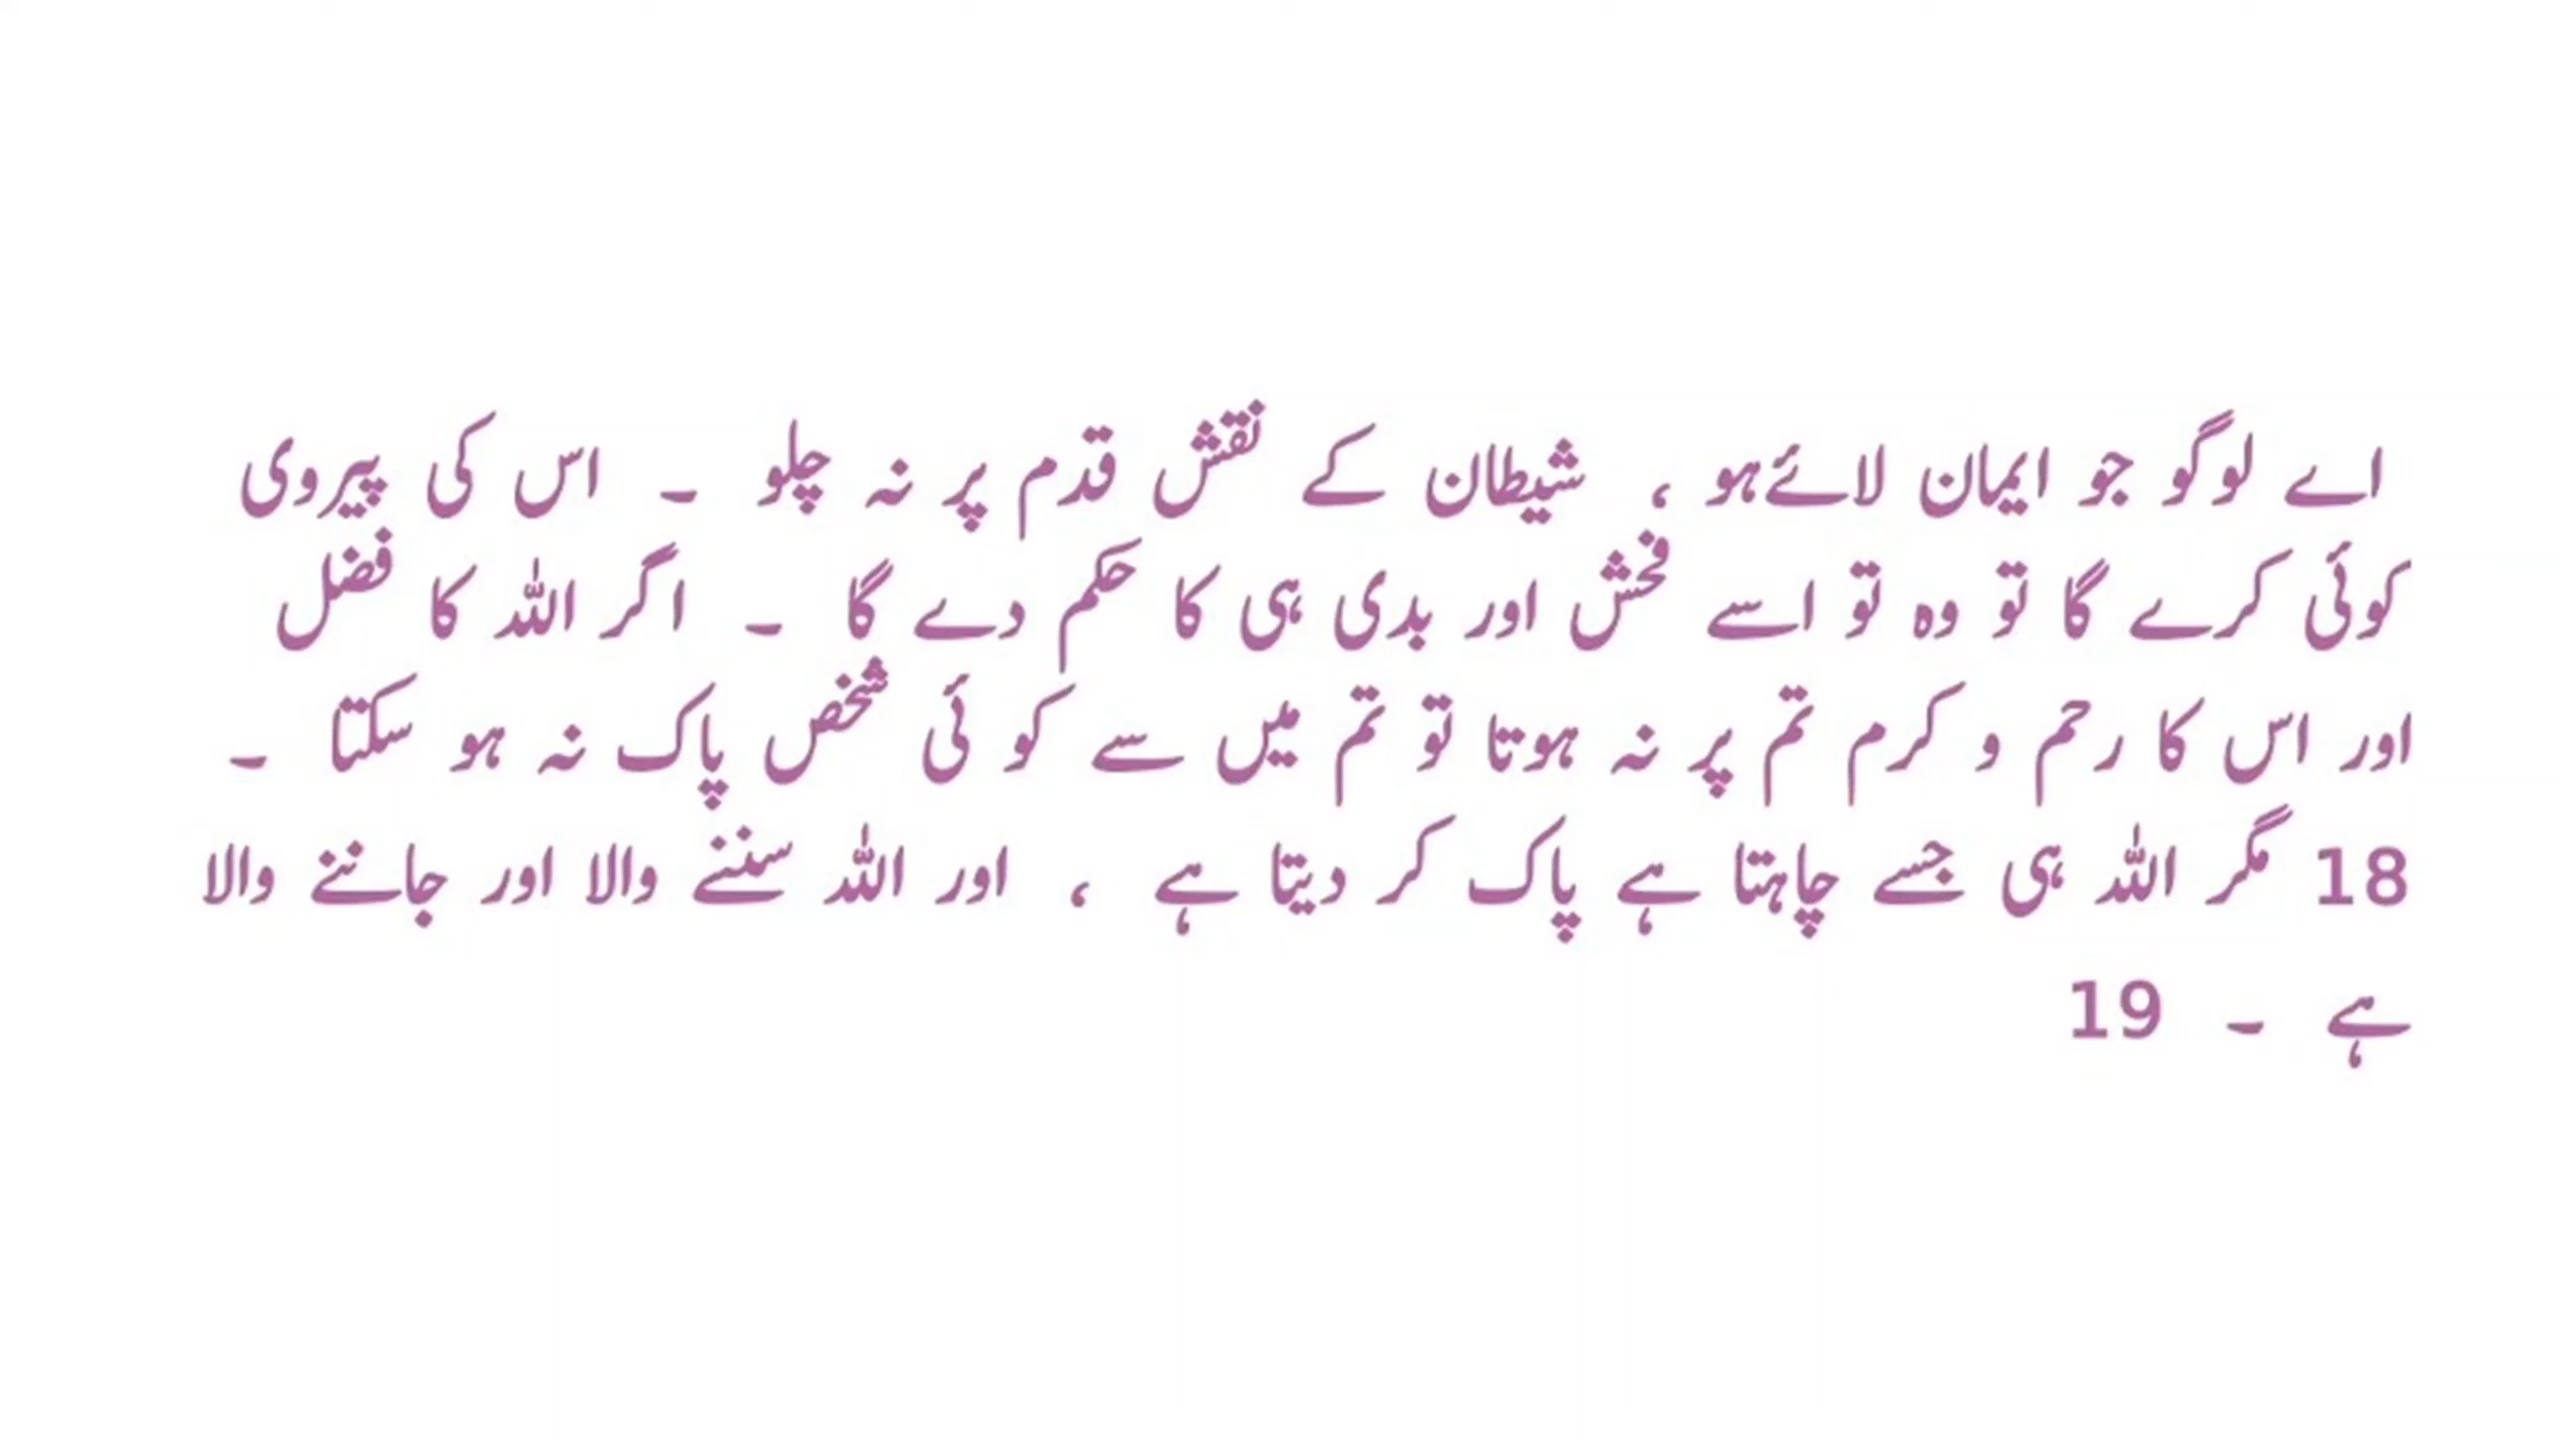 اے لوگو جو ایمان لائےہو ، شیطان کے نقش قدم پر نہ چلو ۔ اس کی پیروی
کوئی کرے گا تو وہ تو اسے فحش اور بدی ہی کا حکم دے گا ۔ اگر اللہ کا فضل
اور اس کا رحم و کرم تم پر نہ ہوتا تو تم میں سے کو ئی شخص پاک نہ ہو سکتا ۔
18 مگر اللہ ہی جسے چاہتا ہے پاک کر دیتا ہے ، اور اللہ سننے والا اور جاننے والا
ہے ۔ 19